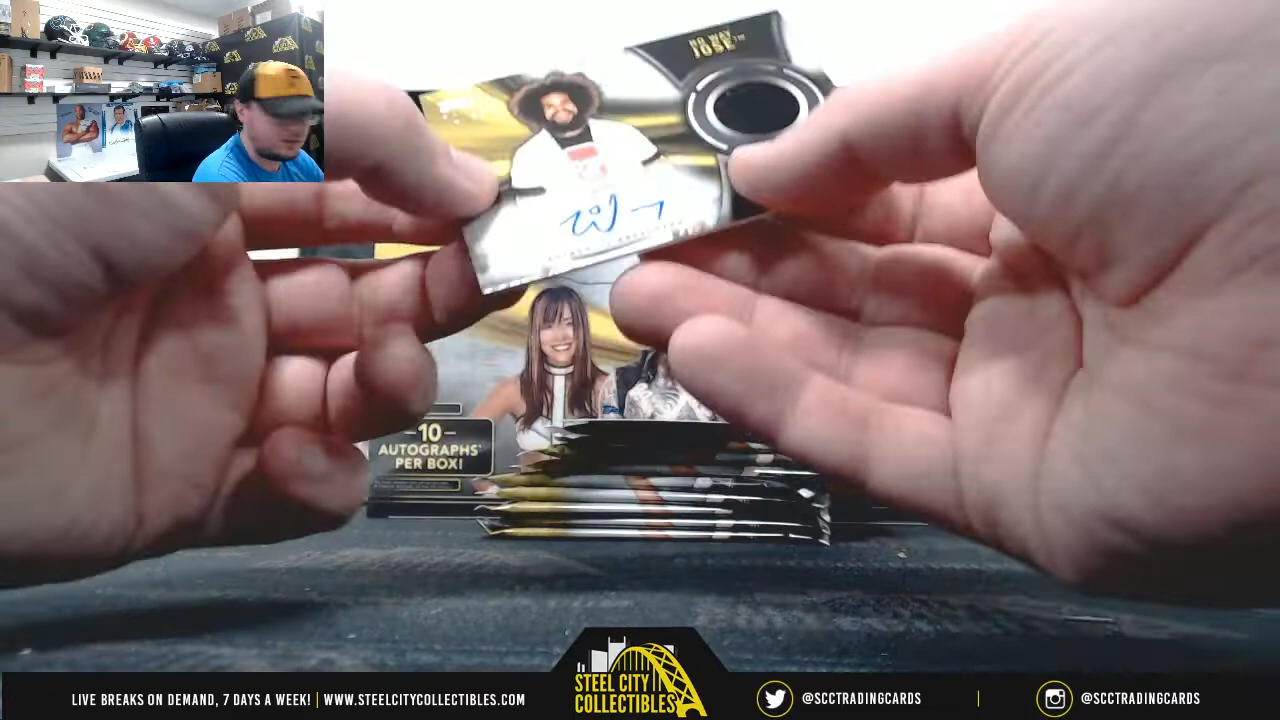 NO WAY
JOSE™
— 10 —
AUTOGRAPHS*
PER BOX!
LIVE BREAKS ON DEMAND, 7 DAYS A WEEK! | WWW.STEELCITYCOLLECTIBLES.COM
STEEL CITY
COLLECTIBLES
@SCCTRADINGCARDS
@SCCTRADINGCARDS